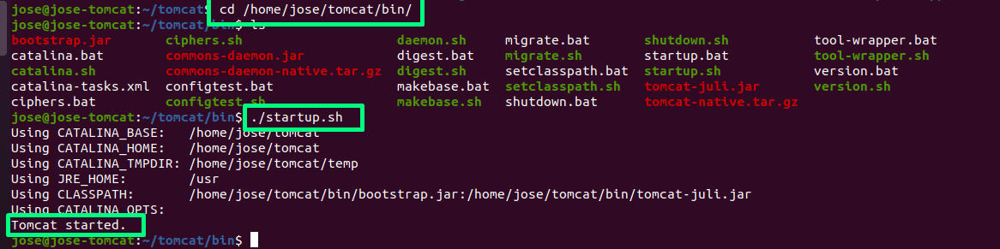 jose@jose-tomcat:~/tomcat$ cd /home/jose/tomcat/bin/
jose@jose-tomcat:~/tomcat/bin$ ls
bootstrap.jar ciphers.sh daemon.sh migrate.bat shutdown.sh tool-wrapper.bat
catalina.bat commons-daemon.jar digest.bat migrate.sh startup.bat tool-wrapper.sh
catalina.sh commons-daemon-native.tar.gz digest.sh setclasspath.bat startup.sh version.bat
catalina-tasks.xml configtest.bat makebase.bat setclasspath.sh tomcat-juli.jar version.sh
ciphers.bat configtest.sh makebase.sh shutdown.bat tomcat-native.tar.gz
jose@jose-tomcat:~/tomcat/bin$ ./startup.sh
Using CATALINA_BASE: /home/jose/tomcat
Using CATALINA_HOME: /home/jose/tomcat
Using CATALINA_TMPDIR: /home/jose/tomcat/temp
Using JRE_HOME: /usr
Using CLASSPATH: /home/jose/tomcat/bin/bootstrap.jar:/home/jose/tomcat/bin/tomcat-juli.jar
Using CATALINA_OPTS:
Tomcat started.
jose@jose-tomcat:~/tomcat/bin$